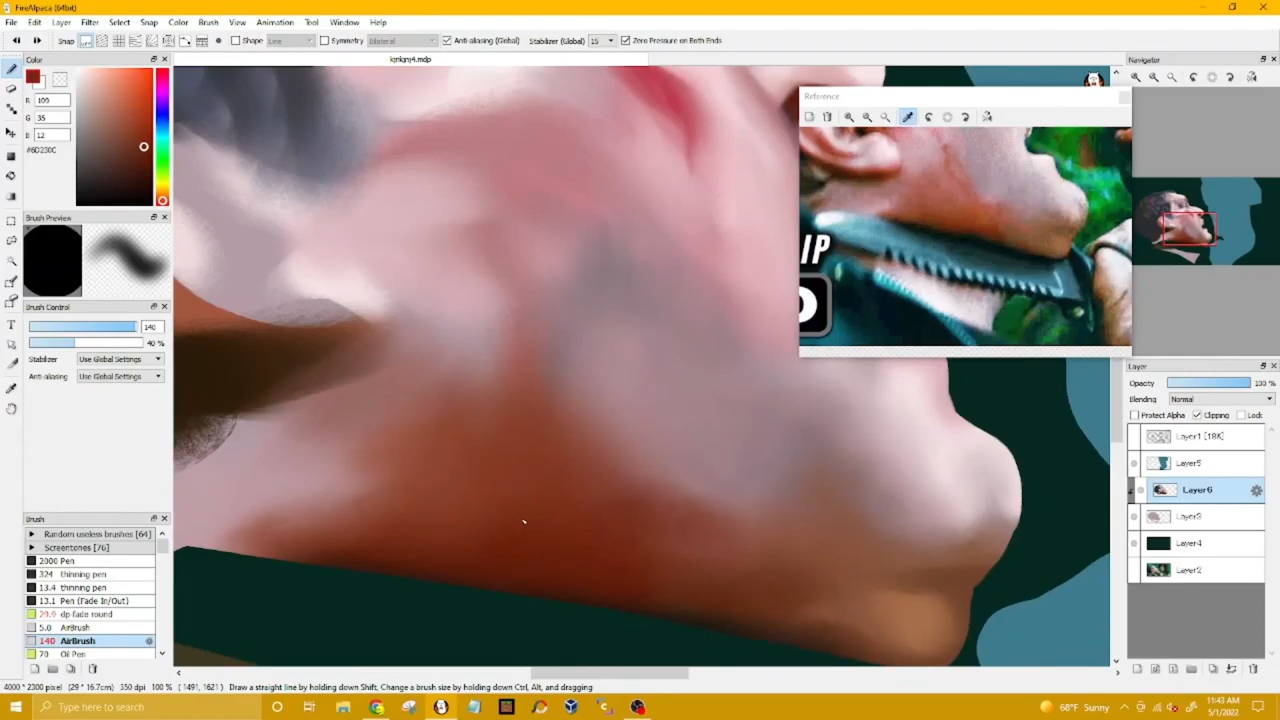 FireAlpaca (64bit)
File Edit Layer Filter Select Snap Color Brush View Animation Tool Window Help
Snap Shape Line Symmetry Bilateral Anti-aliasing (Global) Stabilizer (Global) 15 Zero Pressure on Both Ends
Color
R 109
G 35
B 12
#6D230C
Brush Preview
Brush Control
140
40 %
Stabilizer Use Global Settings
Anti-aliasing Use Global Settings
Brush
Random useless brushes [64]
Screentones [76]
2000 Pen
324 thinning pen
13.4 thinning pen
13.1 Pen (Fade In/Out)
29.9 dp-fade round
5.0 AirBrush
140 AirBrush
70 Oil Pen
Reference
IP
Navigator
Layer
Opacity 100 %
Blending Normal
Protect Alpha Clipping Lock
Layer1 [18K]
Layer5
Layer6
Layer3
Layer4
Layer2
4000 * 2300 pixel (29 * 16.7cm) 350 dpi 100 % ( 1491, 1621 ) Draw a straight line by holding down Shift, Change a brush size by holding down Ctrl, Alt, and dragging
Type here to search
68°F Sunny
11:43 AM
5/1/2022